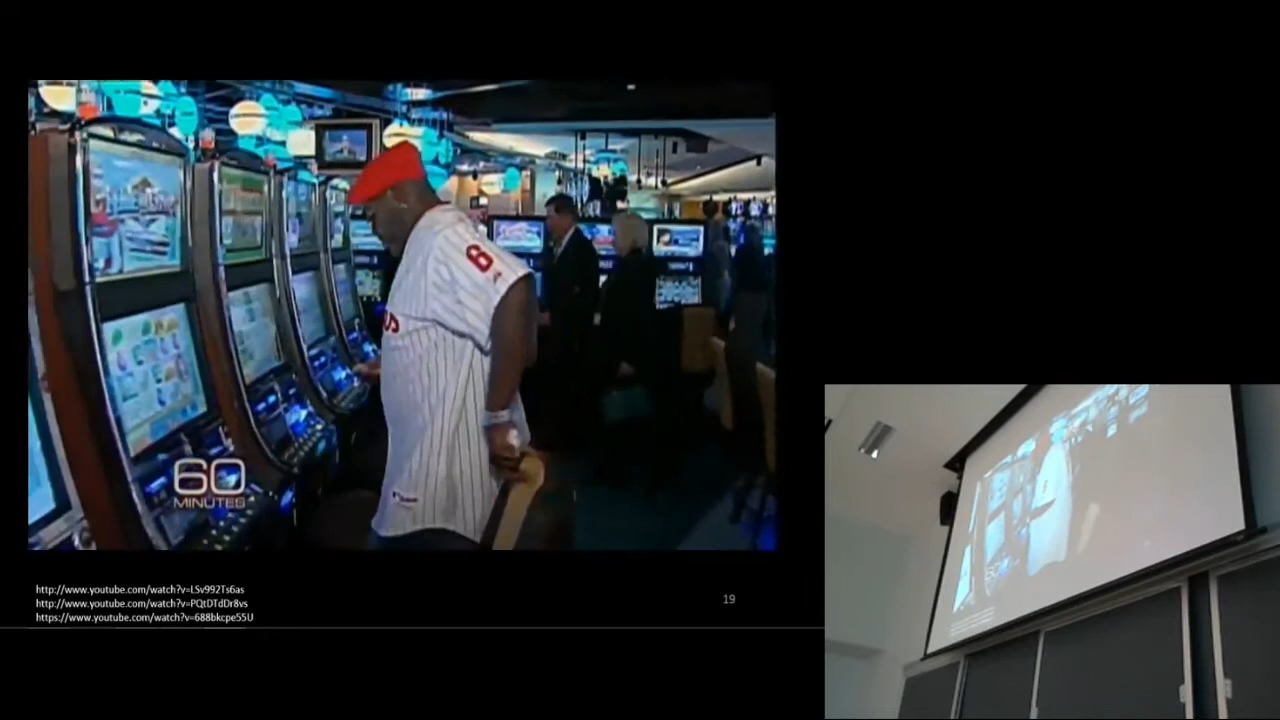 6
60
MINUTES
http://www.youtube.com/watch?v=LSv992Ts6as
http://www.youtube.com/watch?v=PQtDTdDr8vs
https://www.youtube.com/watch?v=688bkcpe55U
19